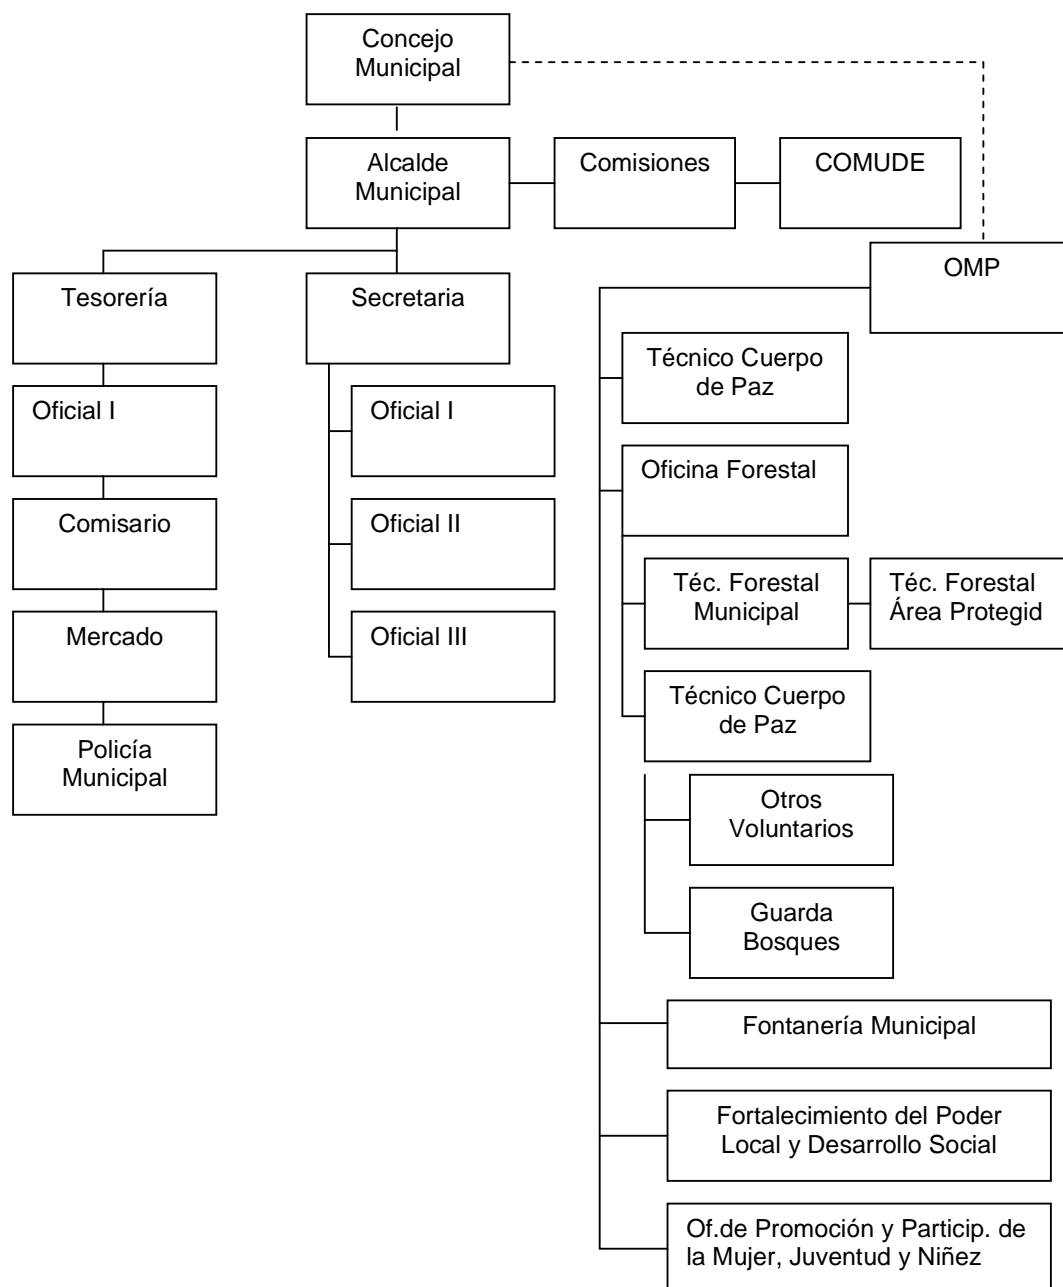 Concejo
Municipal
Alcalde
Municipal
Comisiones
COMUDE
OMP
Tesorería
Secretaria
Técnico Cuerpo
de Paz
Oficial I
Oficial I
Oficina Forestal
Comisario
Oficial II
Téc. Forestal
Municipal
Téc. Forestal
Área Protegid
Mercado
Oficial III
Técnico Cuerpo
de Paz
Policía
Municipal
Otros
Voluntarios
Guarda
Bosques
Fontanería Municipal
Fortalecimiento del Poder
Local y Desarrollo Social
Of.de Promoción y Particip. de
la Mujer, Juventud y Niñez